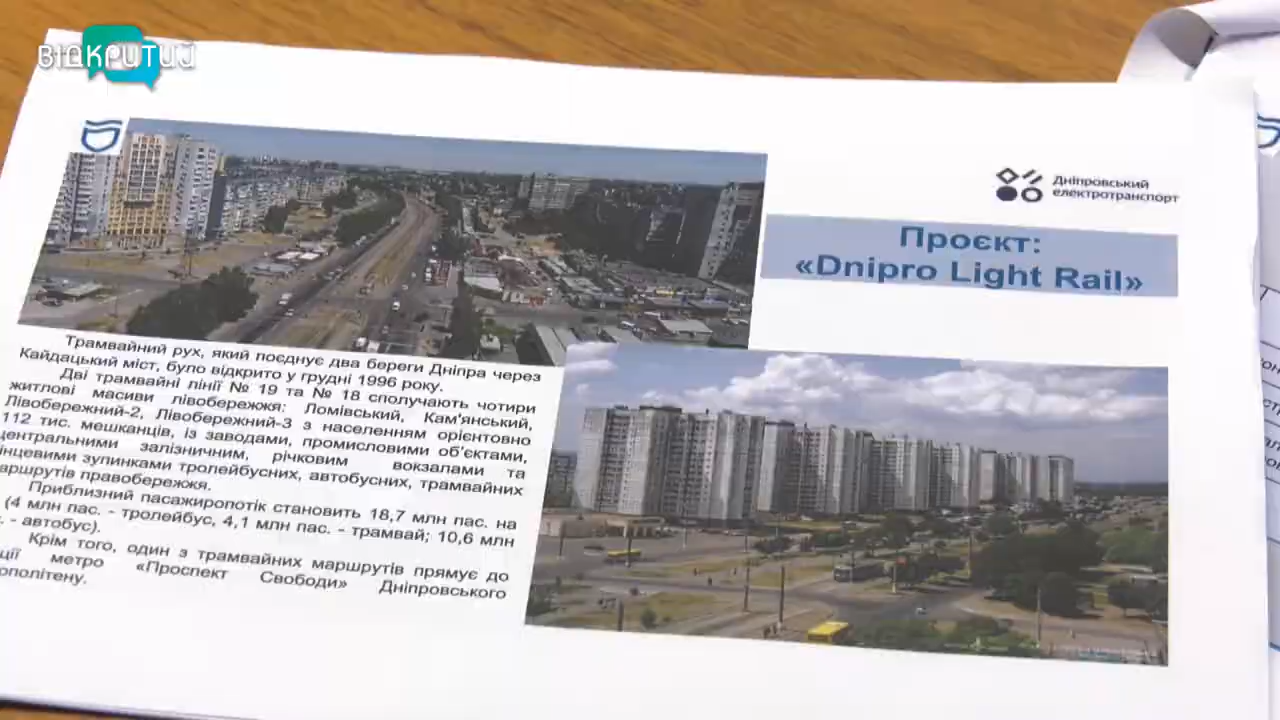 ВІДКРИТИЙ
Дніпровський
електротранспорт
Проєкт:
«Dnipro Light Rail»
Трамвайний рух, який поєднує два береги Дніпра через
Кайдацький міст, було відкрито у грудні 1996 року.
Дві трамвайні лінії № 19 та № 18 сполучають чотири
житлові масиви лівобережжя: Ломівський, Кам'янський,
Лівобережний-2, Лівобережний-3 з населенням орієнтовно
112 тис. мешканців, із заводами, промисловими об'єктами,
центральними залізничним, річковим вокзалами та
інцевими зупинками тролейбусних, автобусних, трамвайних
аршрутів правобережжя.
Приблизний пасажиропотік становить 18,7 млн пас. на
(4 млн пас. - тролейбус, 4,1 млн пас. - трамвай; 10,6 млн
. - автобус).
Крім того, один з трамвайних маршрутів прямує до
ції метро «Проспект Свободи» Дніпровського
ополітену.